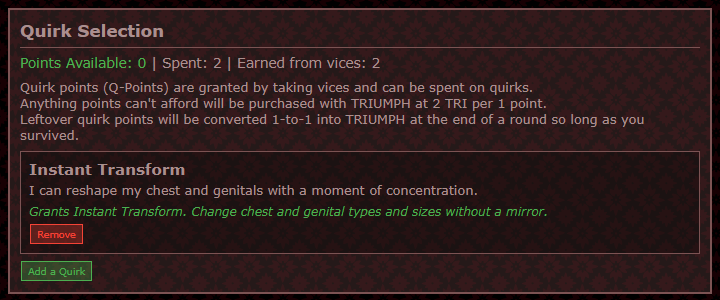 Quirk Selection
Points Available: 0 | Spent: 2 | Earned from vices: 2
Quirk points (Q-Points) are granted by taking vices and can be spent on quirks.
Anything points can't afford will be purchased with TRIUMPH at 2 TRI per 1 point.
Leftover quirk points will be converted 1-to-1 into TRIUMPH at the end of a round so long as you
survived.
Instant Transform
I can reshape my chest and genitals with a moment of concentration.
Grants Instant Transform. Change chest and genital types and sizes without a mirror.
Remove
Add a Quirk